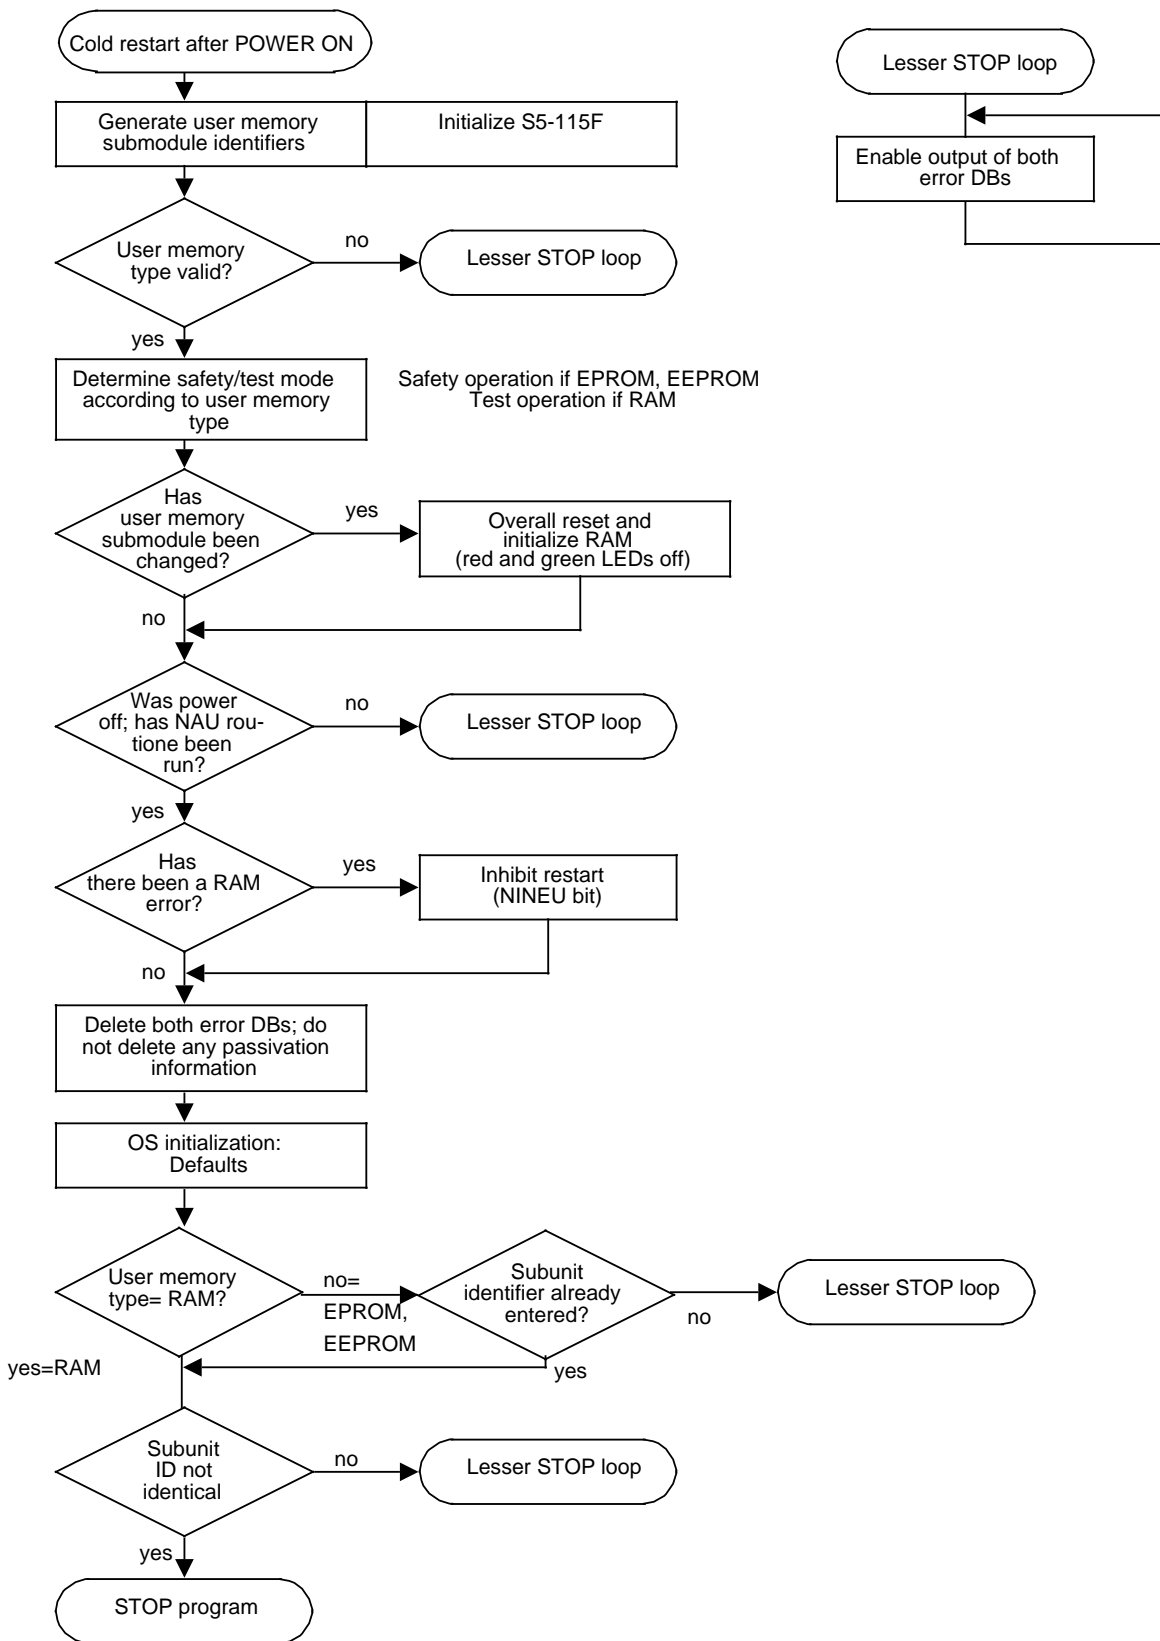 Cold restart after POWER ON
Lesser STOP loop
Generate user memory
submodule identifiers
Initialize S5-115F
Enable output of both
error DBs
User memory
type valid?
no
Lesser STOP loop
yes
Determine safety/test mode
according to user memory
type
Safety operation if EPROM, EEPROM
Test operation if RAM
Has
user memory
submodule been
changed?
yes
Overall reset and
initialize RAM
(red and green LEDs off)
no
Was power
off; has NAU rou-
tione been
run?
no
Lesser STOP loop
yes
Has
there been a RAM
error?
yes
Inhibit restart
(NINEU bit)
no
Delete both error DBs; do
not delete any passivation
information
OS initialization:
Defaults
User memory
type= RAM?
no=
EPROM,
EEPROM
Subunit
identifier already
entered?
no
Lesser STOP loop
yes=RAM
yes
Subunit
ID not
identical
no
Lesser STOP loop
yes
STOP program